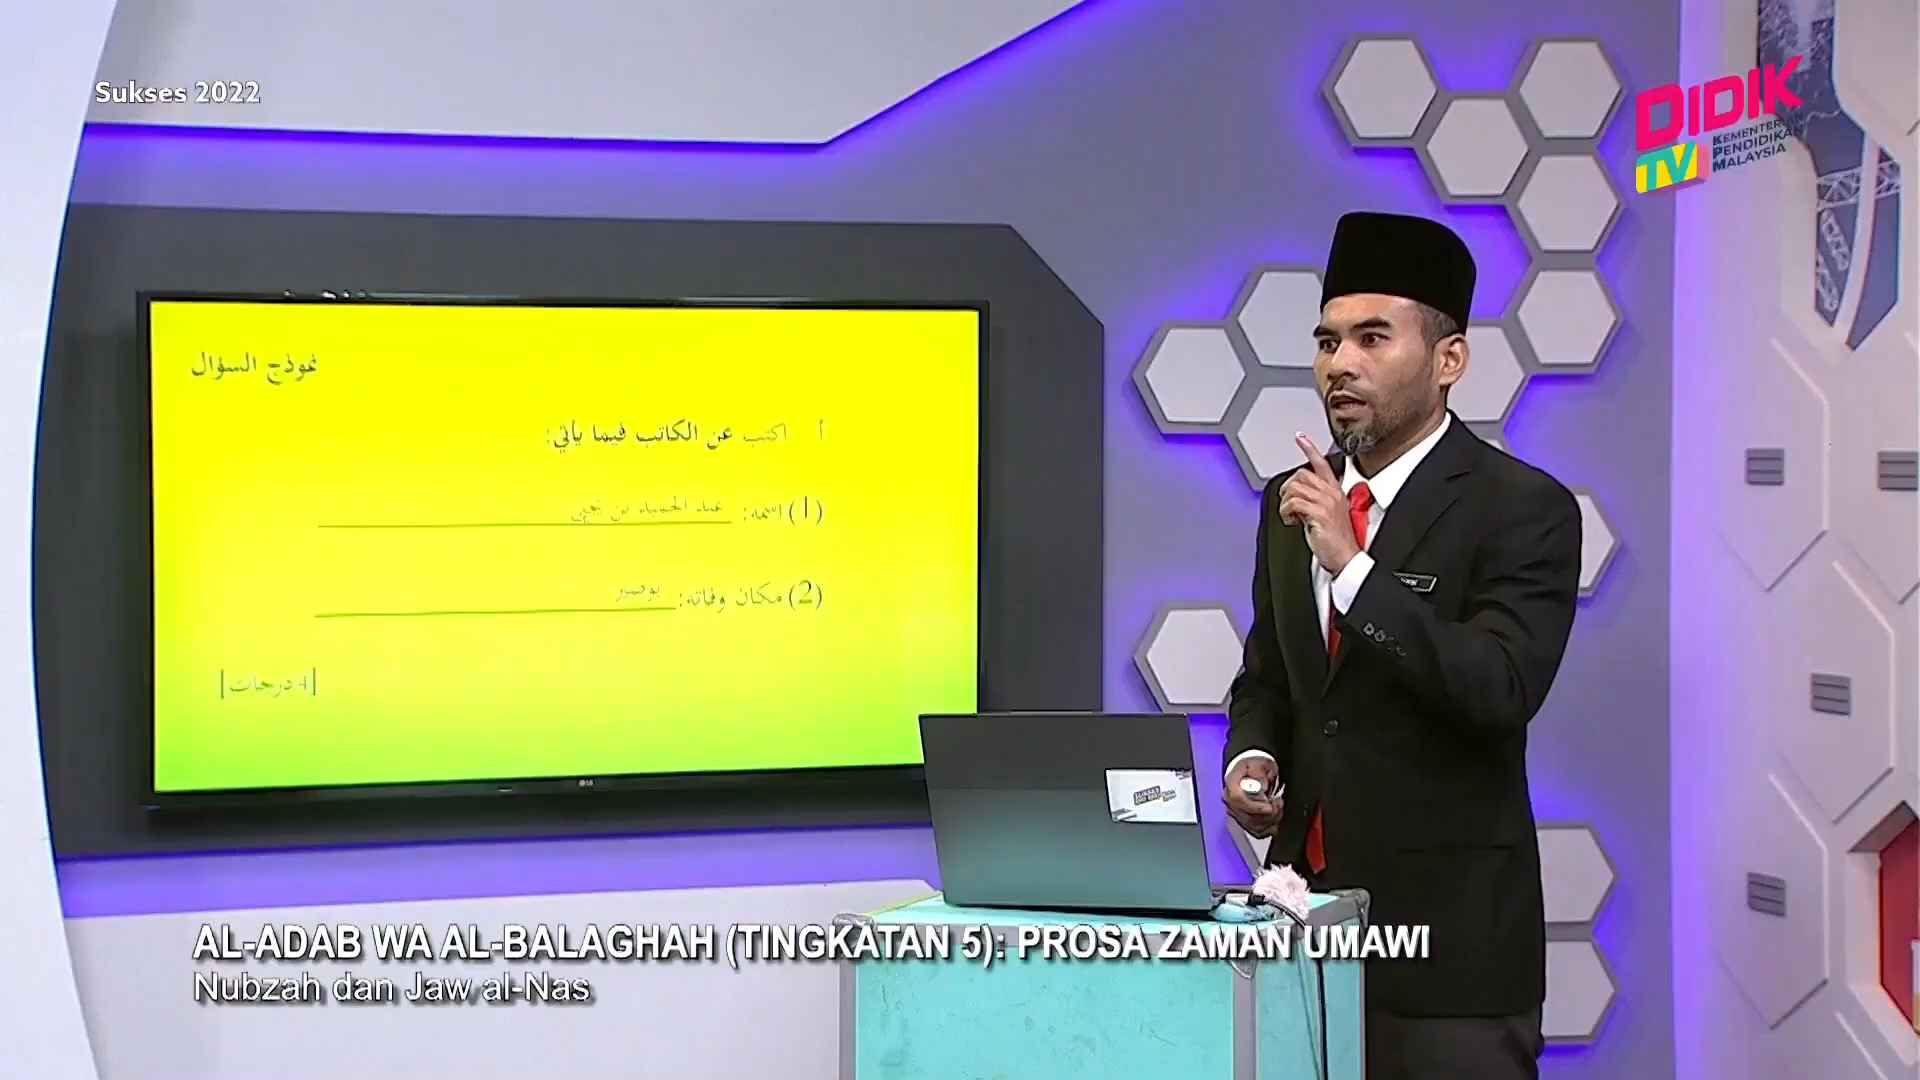 Sukses 2022
DIDIK
TV
KEMENTERIAN
PENDIDIKAN
MALAYSIA
نموذج السؤال
أ اكتب عن الكاتب فيما يأتي:
(1) اسمه: عبد الحميد بن يحيى
(2) مكان وفاته: بوصير
[4 درجات]
LG
AL-ADAB WA AL-BALAGHAH (TINGKATAN 5): PROSA ZAMAN UMAWI
Nubzah dan Jaw al-Nas